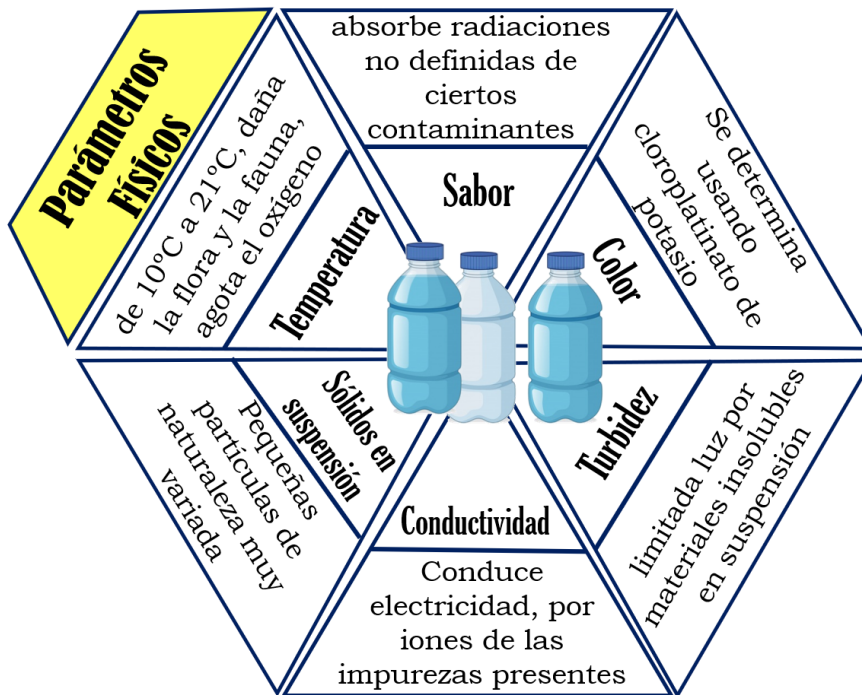 Parámetros
Físicos
de 10°C a 21°C, daña
la flora y la fauna,
agota el oxígeno
Temperatura
absorbe radiaciones
no definidas de
ciertos
contaminantes
Sabor
Se determina
usando
cloroplatinato de
potasio
Color
limitada luz por
materiales insolubles
en suspensión
Turbidez
Conductividad
Conduce
electricidad, por
iones de las
impurezas presentes
Sólidos en
suspensión
Pequeñas
partículas de
naturaleza muy
variada